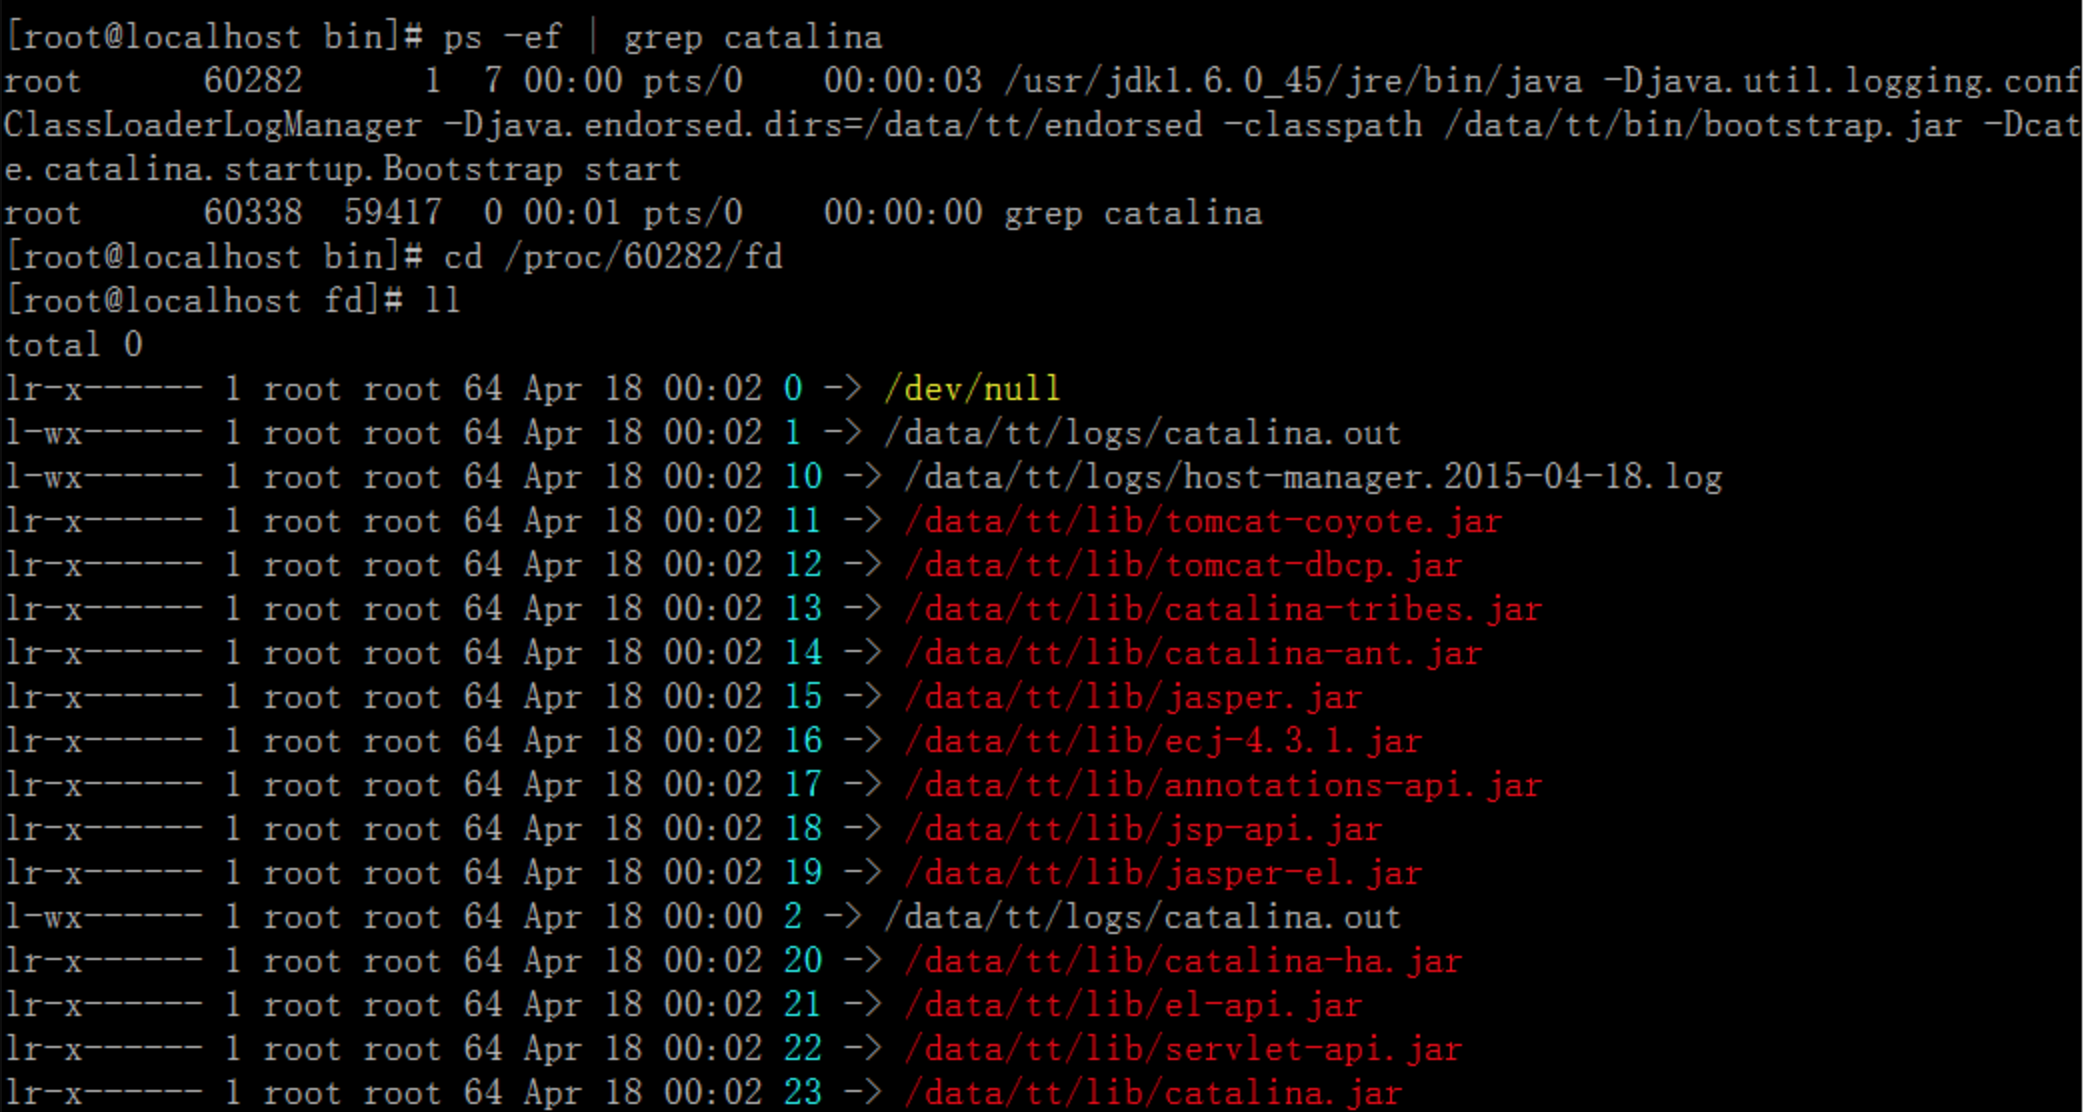 [root@localhost bin]# ps -ef | grep catalina
root      60282      1  7 00:00 pts/0    00:00:03 /usr/jdk1.6.0_45/jre/bin/java -Djava.util.logging.conf
ClassLoaderLogManager -Djava.endorsed.dirs=/data/tt/endorsed -classpath /data/tt/bin/bootstrap.jar -Dcat
e.catalina.startup.Bootstrap start
root      60338  59417  0 00:01 pts/0    00:00:00 grep catalina
[root@localhost bin]# cd /proc/60282/fd
[root@localhost fd]# ll
total 0
lr-x------ 1 root root 64 Apr 18 00:02 0 -> /dev/null
l-wx------ 1 root root 64 Apr 18 00:02 1 -> /data/tt/logs/catalina.out
l-wx------ 1 root root 64 Apr 18 00:02 10 -> /data/tt/logs/host-manager.2015-04-18.log
lr-x------ 1 root root 64 Apr 18 00:02 11 -> /data/tt/lib/tomcat-coyote.jar
lr-x------ 1 root root 64 Apr 18 00:02 12 -> /data/tt/lib/tomcat-dbcp.jar
lr-x------ 1 root root 64 Apr 18 00:02 13 -> /data/tt/lib/catalina-tribes.jar
lr-x------ 1 root root 64 Apr 18 00:02 14 -> /data/tt/lib/catalina-ant.jar
lr-x------ 1 root root 64 Apr 18 00:02 15 -> /data/tt/lib/jasper.jar
lr-x------ 1 root root 64 Apr 18 00:02 16 -> /data/tt/lib/ecj-4.3.1.jar
lr-x------ 1 root root 64 Apr 18 00:02 17 -> /data/tt/lib/annotations-api.jar
lr-x------ 1 root root 64 Apr 18 00:02 18 -> /data/tt/lib/jsp-api.jar
lr-x------ 1 root root 64 Apr 18 00:02 19 -> /data/tt/lib/jasper-el.jar
l-wx------ 1 root root 64 Apr 18 00:00 2 -> /data/tt/logs/catalina.out
lr-x------ 1 root root 64 Apr 18 00:02 20 -> /data/tt/lib/catalina-ha.jar
lr-x------ 1 root root 64 Apr 18 00:02 21 -> /data/tt/lib/el-api.jar
lr-x------ 1 root root 64 Apr 18 00:02 22 -> /data/tt/lib/servlet-api.jar
lr-x------ 1 root root 64 Apr 18 00:02 23 -> /data/tt/lib/catalina.jar